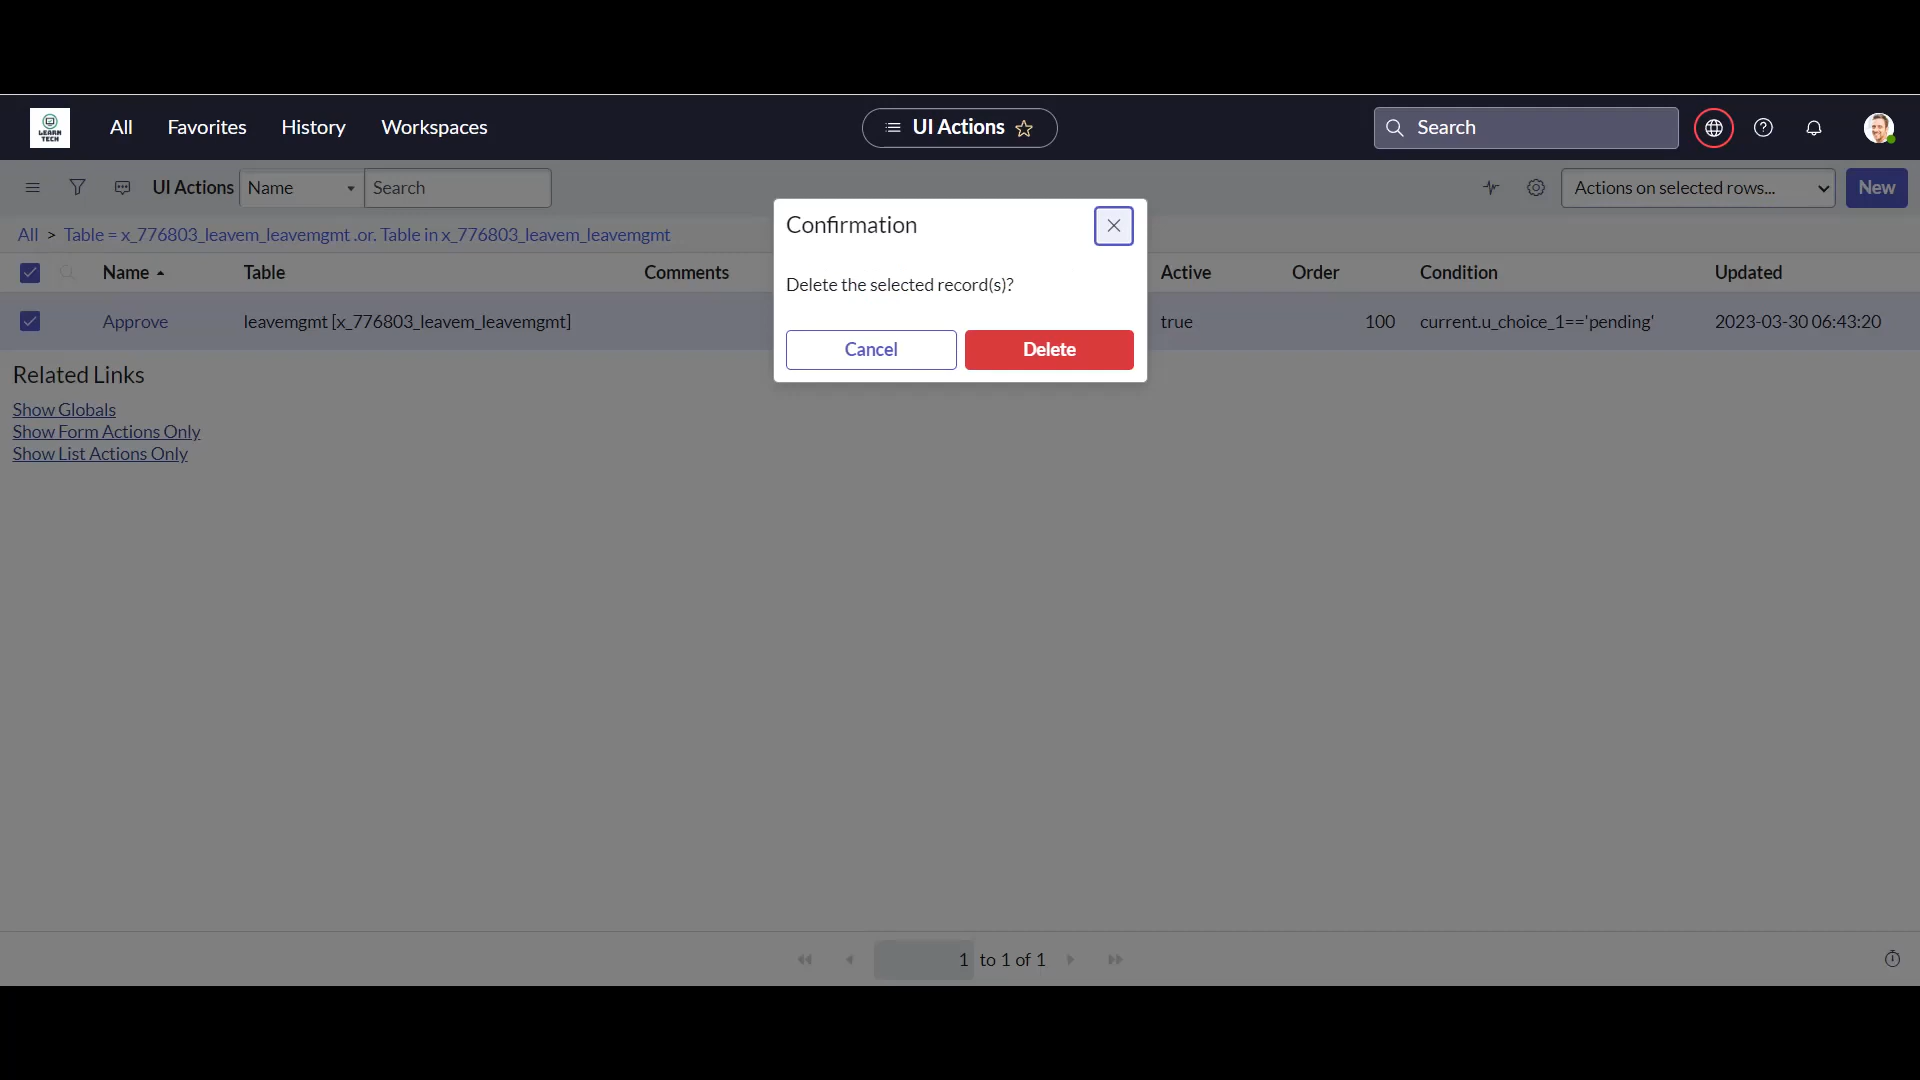 LEARN TECH
All Favorites History Workspaces UI Actions Search
UI Actions Name Search Actions on selected rows... New
All > Table = x_776803_leavem_leavemgmt .or. Table in x_776803_leavem_leavemgmt
Name Table Comments Active Order Condition Updated
Approve leavemgmt [x_776803_leavem_leavemgmt] true 100 current.u_choice_1=='pending' 2023-03-30 06:43:20
Confirmation
Delete the selected record(s)?
Cancel Delete
Related Links
Show Globals
Show Form Actions Only
Show List Actions Only
1 to 1 of 1